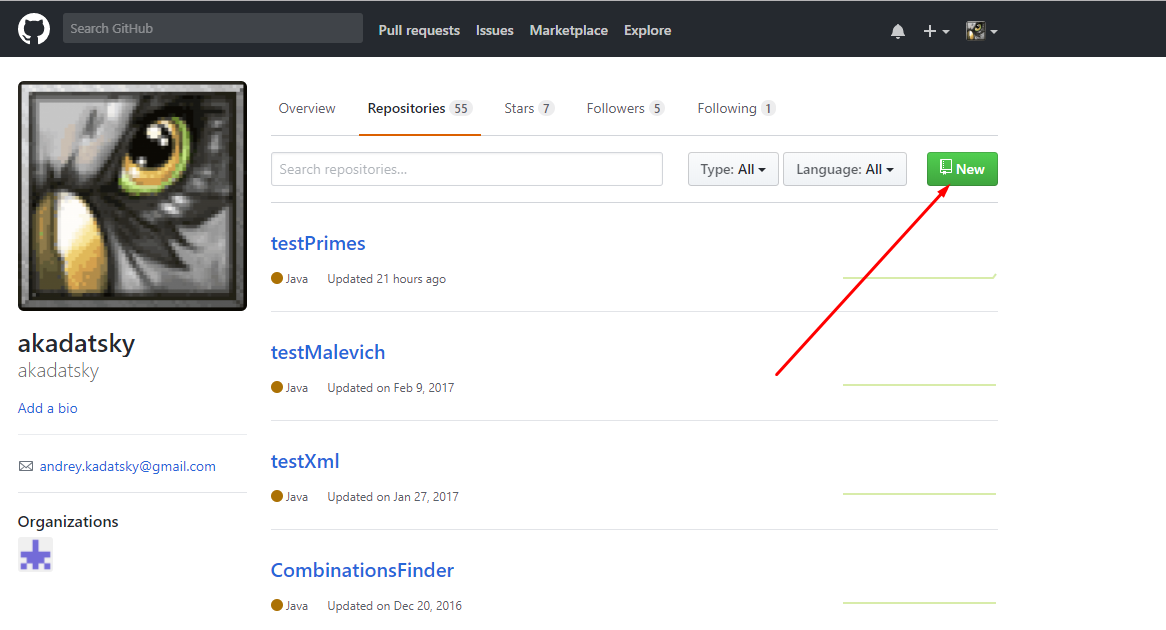 Search GitHub Pull requests Issues Marketplace Explore
Overview Repositories 55 Stars 7 Followers 5 Following 1
Search repositories... Type: All Language: All New
testPrimes
Java Updated 21 hours ago
testMalevich
Java Updated on Feb 9, 2017
testXml
Java Updated on Jan 27, 2017
CombinationsFinder
Java Updated on Dec 20, 2016
akadatsky
akadatsky
Add a bio
andrey.kadatsky@gmail.com
Organizations